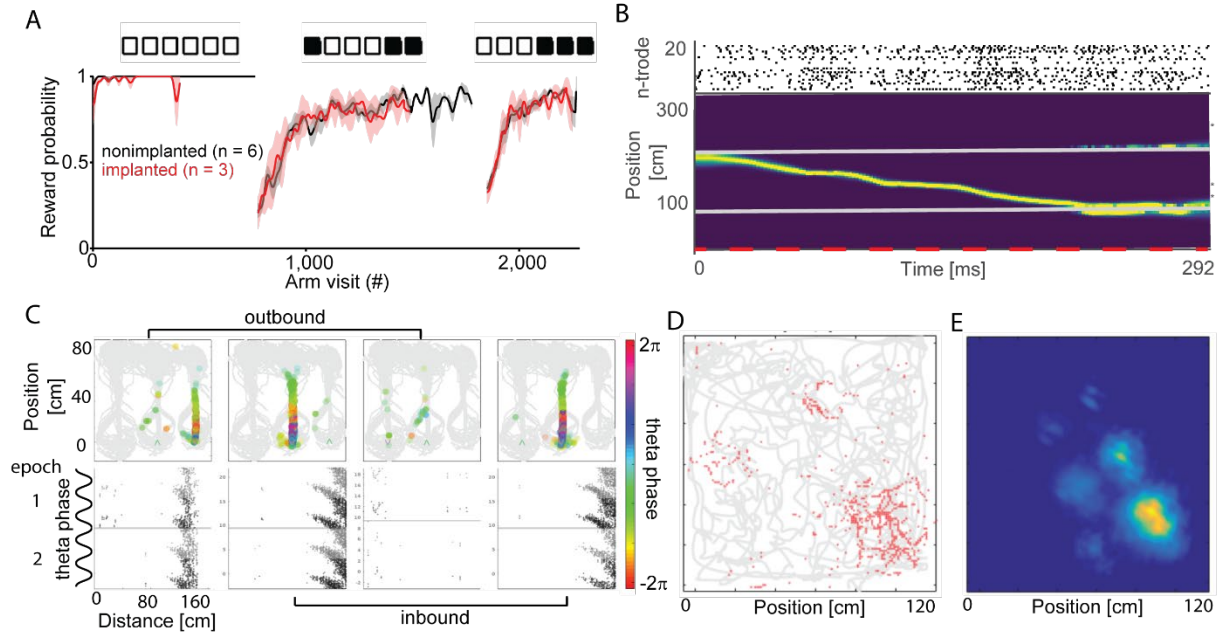 A
1
Reward probability
0.5
0
nonimplanted (n = 6)
implanted (n = 3)
0
1,000
2,000
Arm visit (#)
B
n-trode
20
300
Position
[cm]
100
0
Time [ms]
292
C
outbound
Position
[cm]
80
40
0
2π
theta phase
-2π
epoch
1
2
theta phase
0
80
160
Distance [cm]
inbound
D
0
Position [cm]
120
E
0
Position [cm]
120